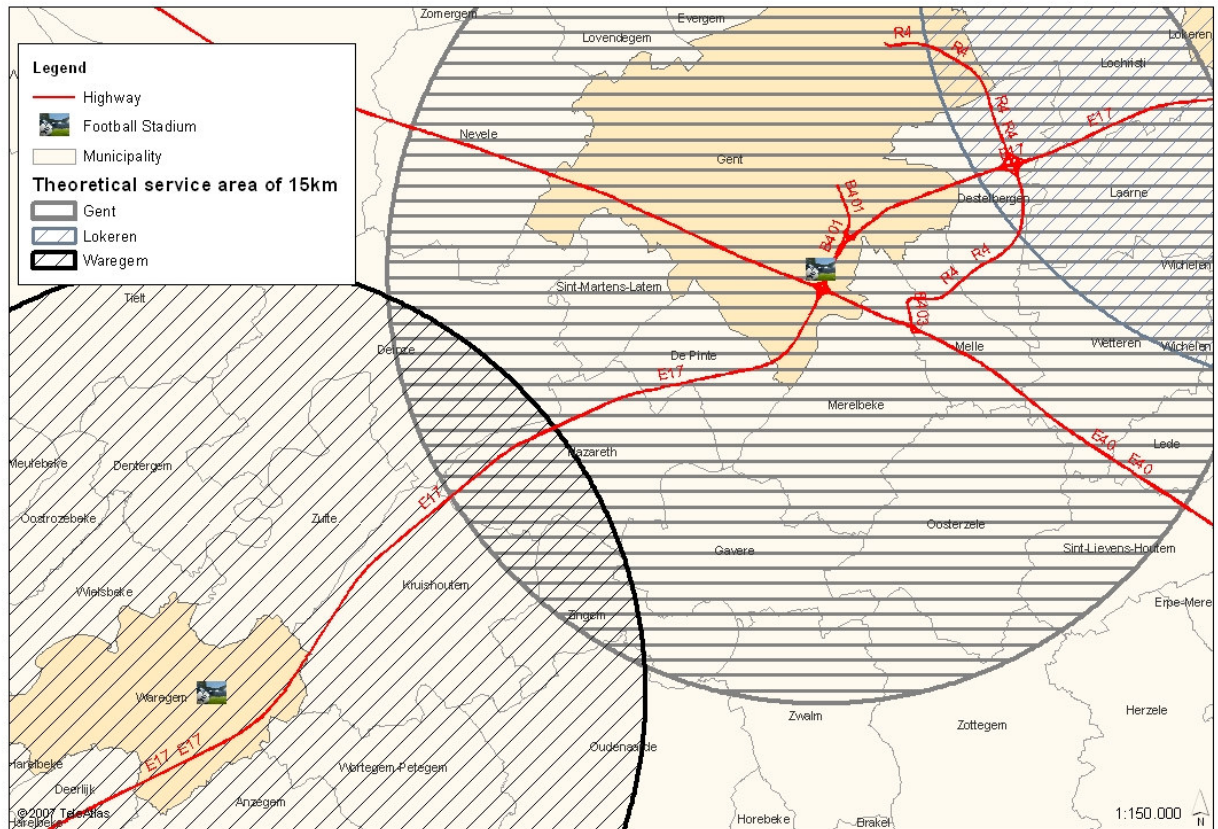 Zomergem
Evergem
Lovendegem
R4
Lokeren
R4
Lochristi
Legend
Highway
Football Stadium
Municipality
Theoretical service area of 15km
Gent
Lokeren
Waregem
R4
E17
R4
Nevele
Gent
E17
B401
Destelbergen
Laarne
B401
R4
R4
Wichelen
Sint-Martens-Latem
Tielt
B403
Deinze
De Pinte
Melle
Wetteren
Wichelen
E17
Merelbeke
E40
E40
Lede
Nazareth
Meulebeke
Dentergem
E17
Oostrozebeke
Zulte
Oosterzele
Gavere
Sint-Lievens-Houtem
Kruishoutem
Wielsbeke
Zingem
Erpe-Mere
Waregem
Herzele
Zwalm
Zottegem
Oudenaarde
E17
E17
Harelbeke
Wortegem-Petegem
Deerlijk
Anzegem
©2007 TeleAtlas
Harelbeke
Horebeke
Brakel
1:150.000
N